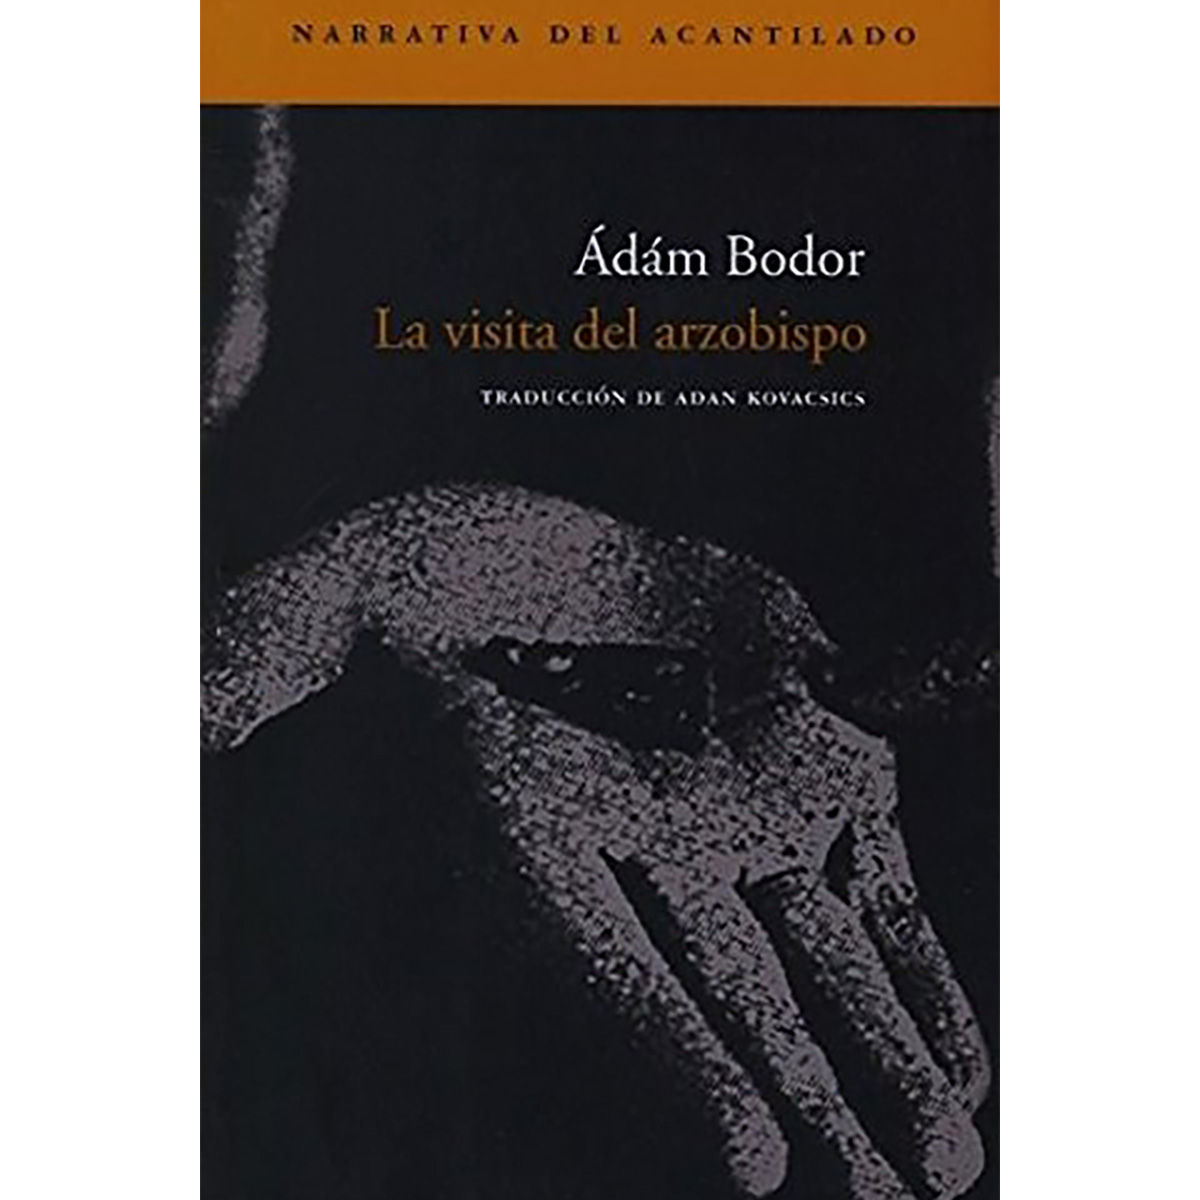 NARRATIVA DEL ACANTILADO
Ádám Bodor
La visita del arzobispo
TRADUCCIÓN DE ADAN KOVACSICS